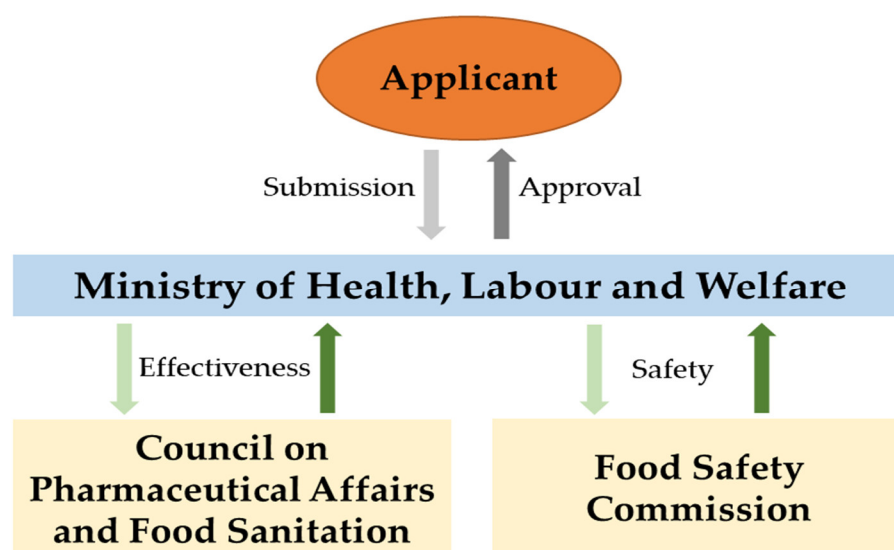 Applicant
Submission
Approval
Ministry of Health, Labour and Welfare
Effectiveness
Safety
Council on
Pharmaceutical Affairs
and Food Sanitation
Food Safety
Commission